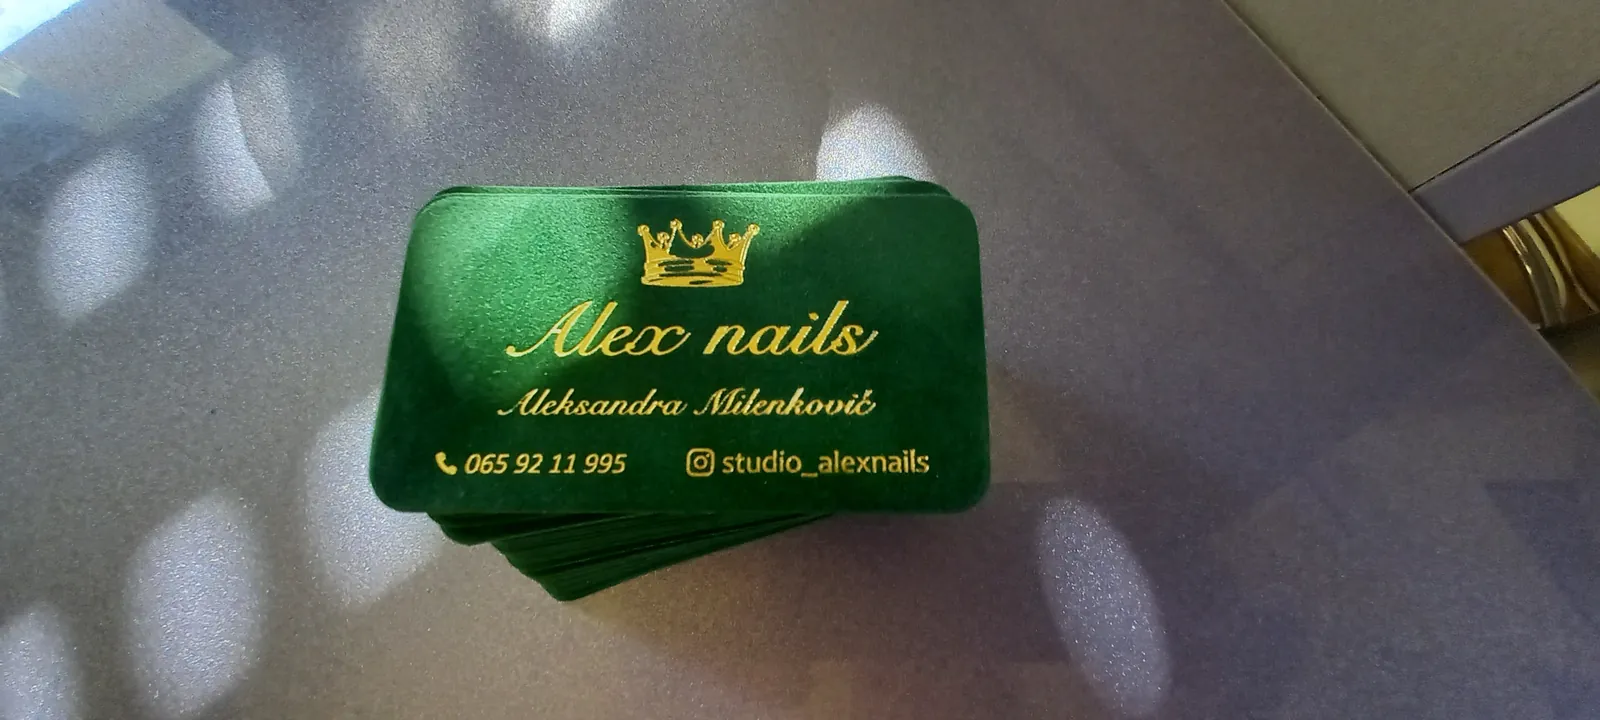 Alex nails
Aleksandra Milenković
065 92 11 995
studio_alexnails